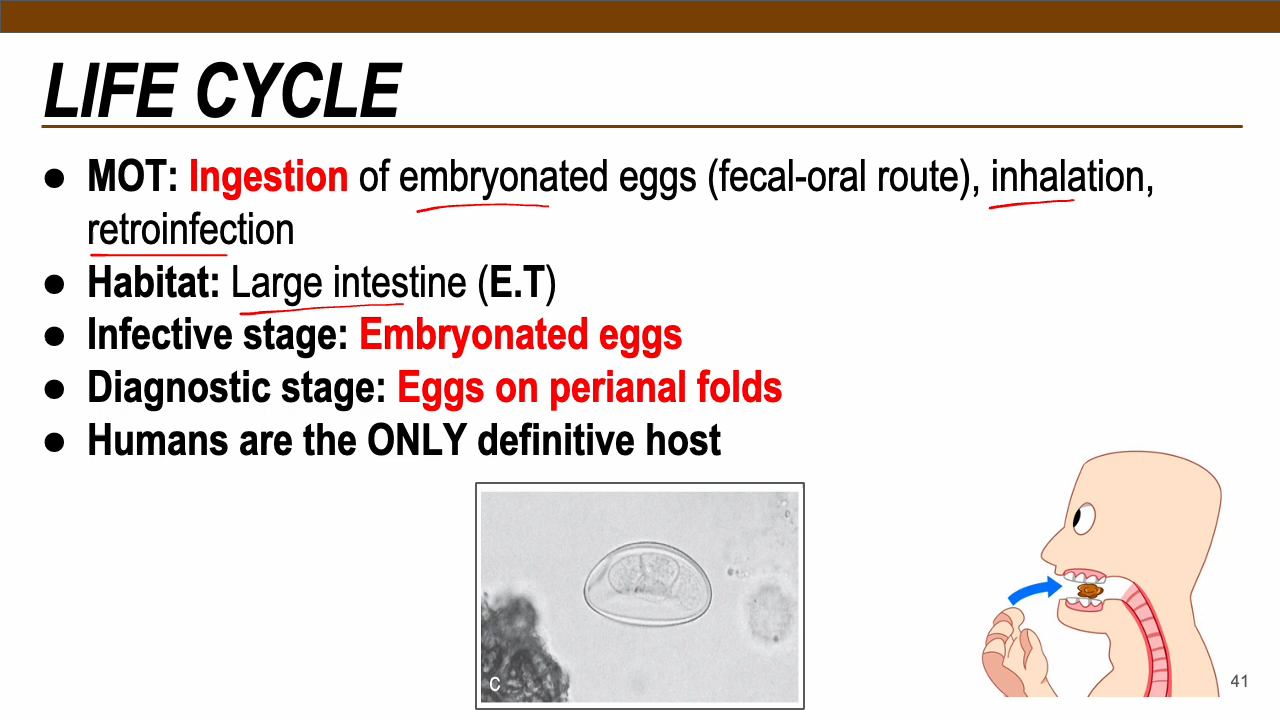 LIFE CYCLE
● MOT: Ingestion of embryonated eggs (fecal-oral route), inhalation,
retroinfection
● Habitat: Large intestine (E.T)
● Infective stage: Embryonated eggs
● Diagnostic stage: Eggs on perianal folds
● Humans are the ONLY definitive host
C
41